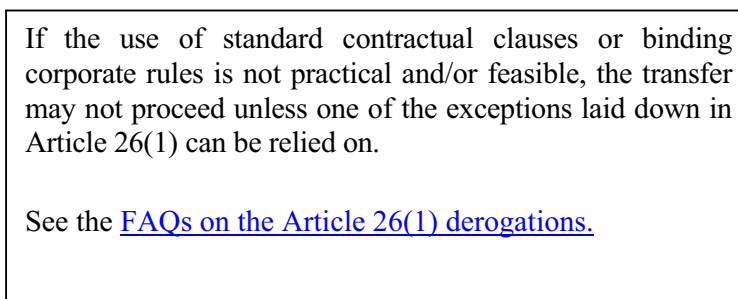 If the use of standard contractual clauses or binding
corporate rules is not practical and/or feasible, the transfer
may not proceed unless one of the exceptions laid down in
Article 26(1) can be relied on.
See the FAQs on the Article 26(1) derogations.